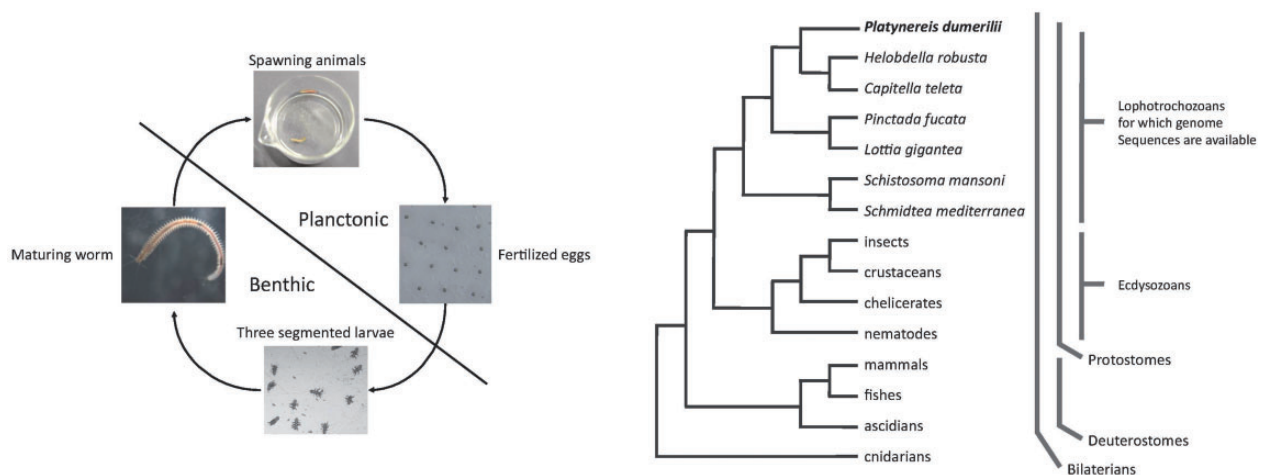 Spawning animals
Planctonic
Maturing worm
Fertilized eggs
Benthic
Three segmented larvae
Platynereis dumerilii
Helobdella robusta
Capitella teleta
Pinctada fucata
Lottia gigantea
Schistosoma mansoni
Schmidtea mediterranea
insects
crustaceans
chelicerates
nematodes
mammals
fishes
ascidians
cnidarians
Lophotrochozoans
for which genome
Sequences are available
Ecdysozoans
Protostomes
Deuterostomes
Bilaterians